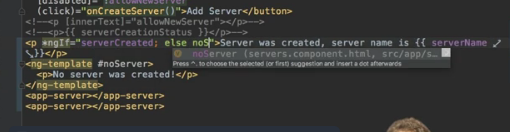 [disabled]="!allowNewServer"
(click)="onCreateServer()">Add Server</button>
<!--<p [innerText]="allowNewServer"></p>-->
<!--<p>{{ serverCreationStatus }}</p>-->
<p *ngIf="serverCreated; else noS">Server was created, server name is {{ serverName
}}</p>
noServer (servers.component.html, src/app/s...
<ng-template #noServer>
Press ^. to choose the selected (or first) suggestion and insert a dot afterwards
<p>No server was created!</p>
</ng-template>
<app-server></app-server>
<app-server></app-server>